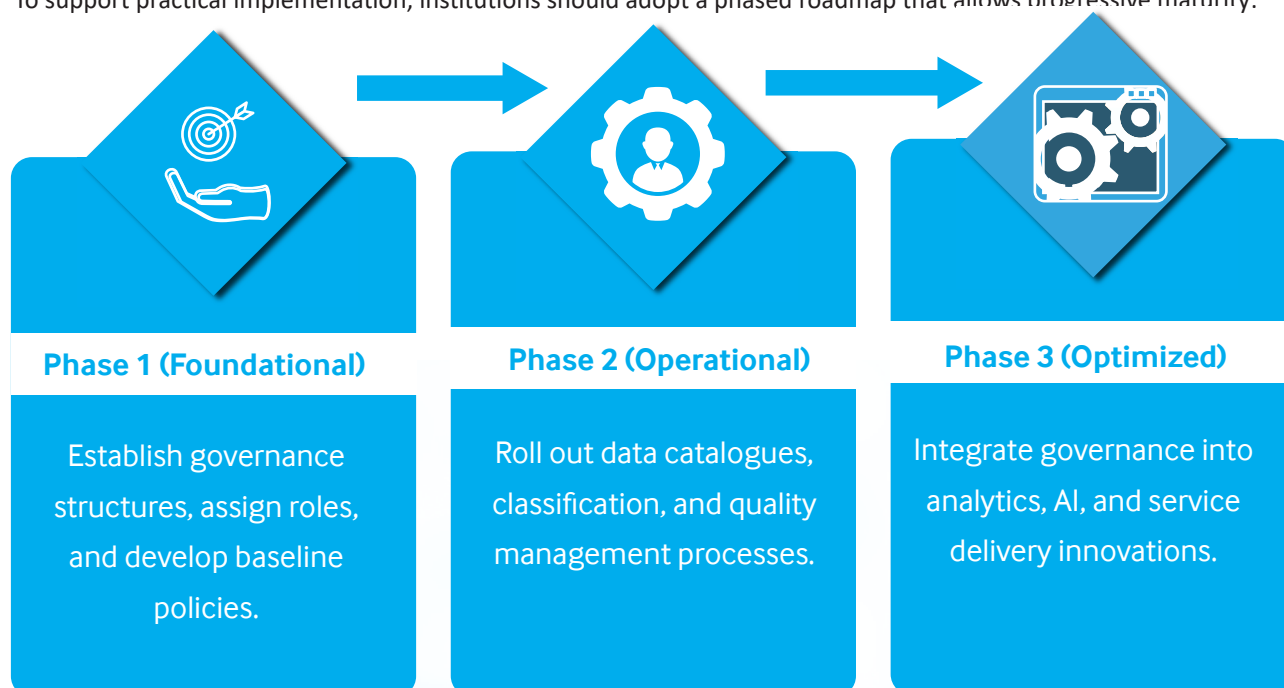 To support practical implementation, institutions should adopt a phased roadmap that allows progressive maturity.
Phase 1 (Foundational)
Establish governance
structures, assign roles,
and develop baseline
policies.
Phase 2 (Operational)
Roll out data catalogues,
classification, and quality
management processes.
Phase 3 (Optimized)
Integrate governance into
analytics, AI, and service
delivery innovations.